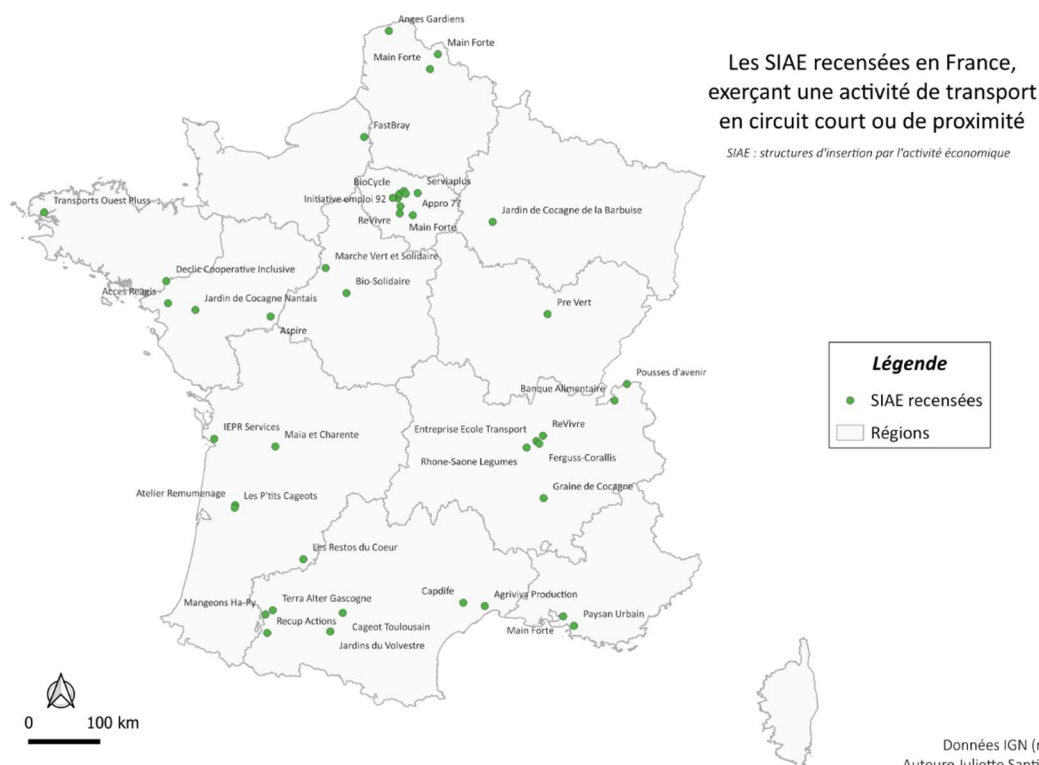 Anges Gardiens
Main Forte
Main Forte
Les SIAE recensées en France,
exerçant une activité de transport
en circuit court ou de proximité
SIAE : structures d'insertion par l'activité économique
FastBray
BioCycle
Serviaplus
Initiative emploi 92
Appro 77
ReVivre
Main Forte
Transports Ouest Pluss
Jardin de Cocagne de la Barbuise
Marche Vert et Solidaire
Declic Cooperative Inclusive
Bio-Solidaire
Acces Reagis
Jardin de Cocagne Nantais
Aspire
Pre Vert
Légende
SIAE recensées
Régions
Pousses d'avenir
Banque Alimentaire
IEPR Services
Maia et Charente
ReVivre
Entreprise Ecole Transport
Rhone-Saone Legumes
Ferguss-Corallis
Graine de Cocagne
Atelier Remumenage
Les P'tits Cageots
Les Restos du Coeur
Mangeons Ha-Py
Terra Alter Gascogne
Recup Actions
Cageot Toulousain
Jardins du Volvestre
Capdife
Agriviva Production
Paysan Urbain
Main Forte
0 100 km
Données IGN
Auteure Juliette